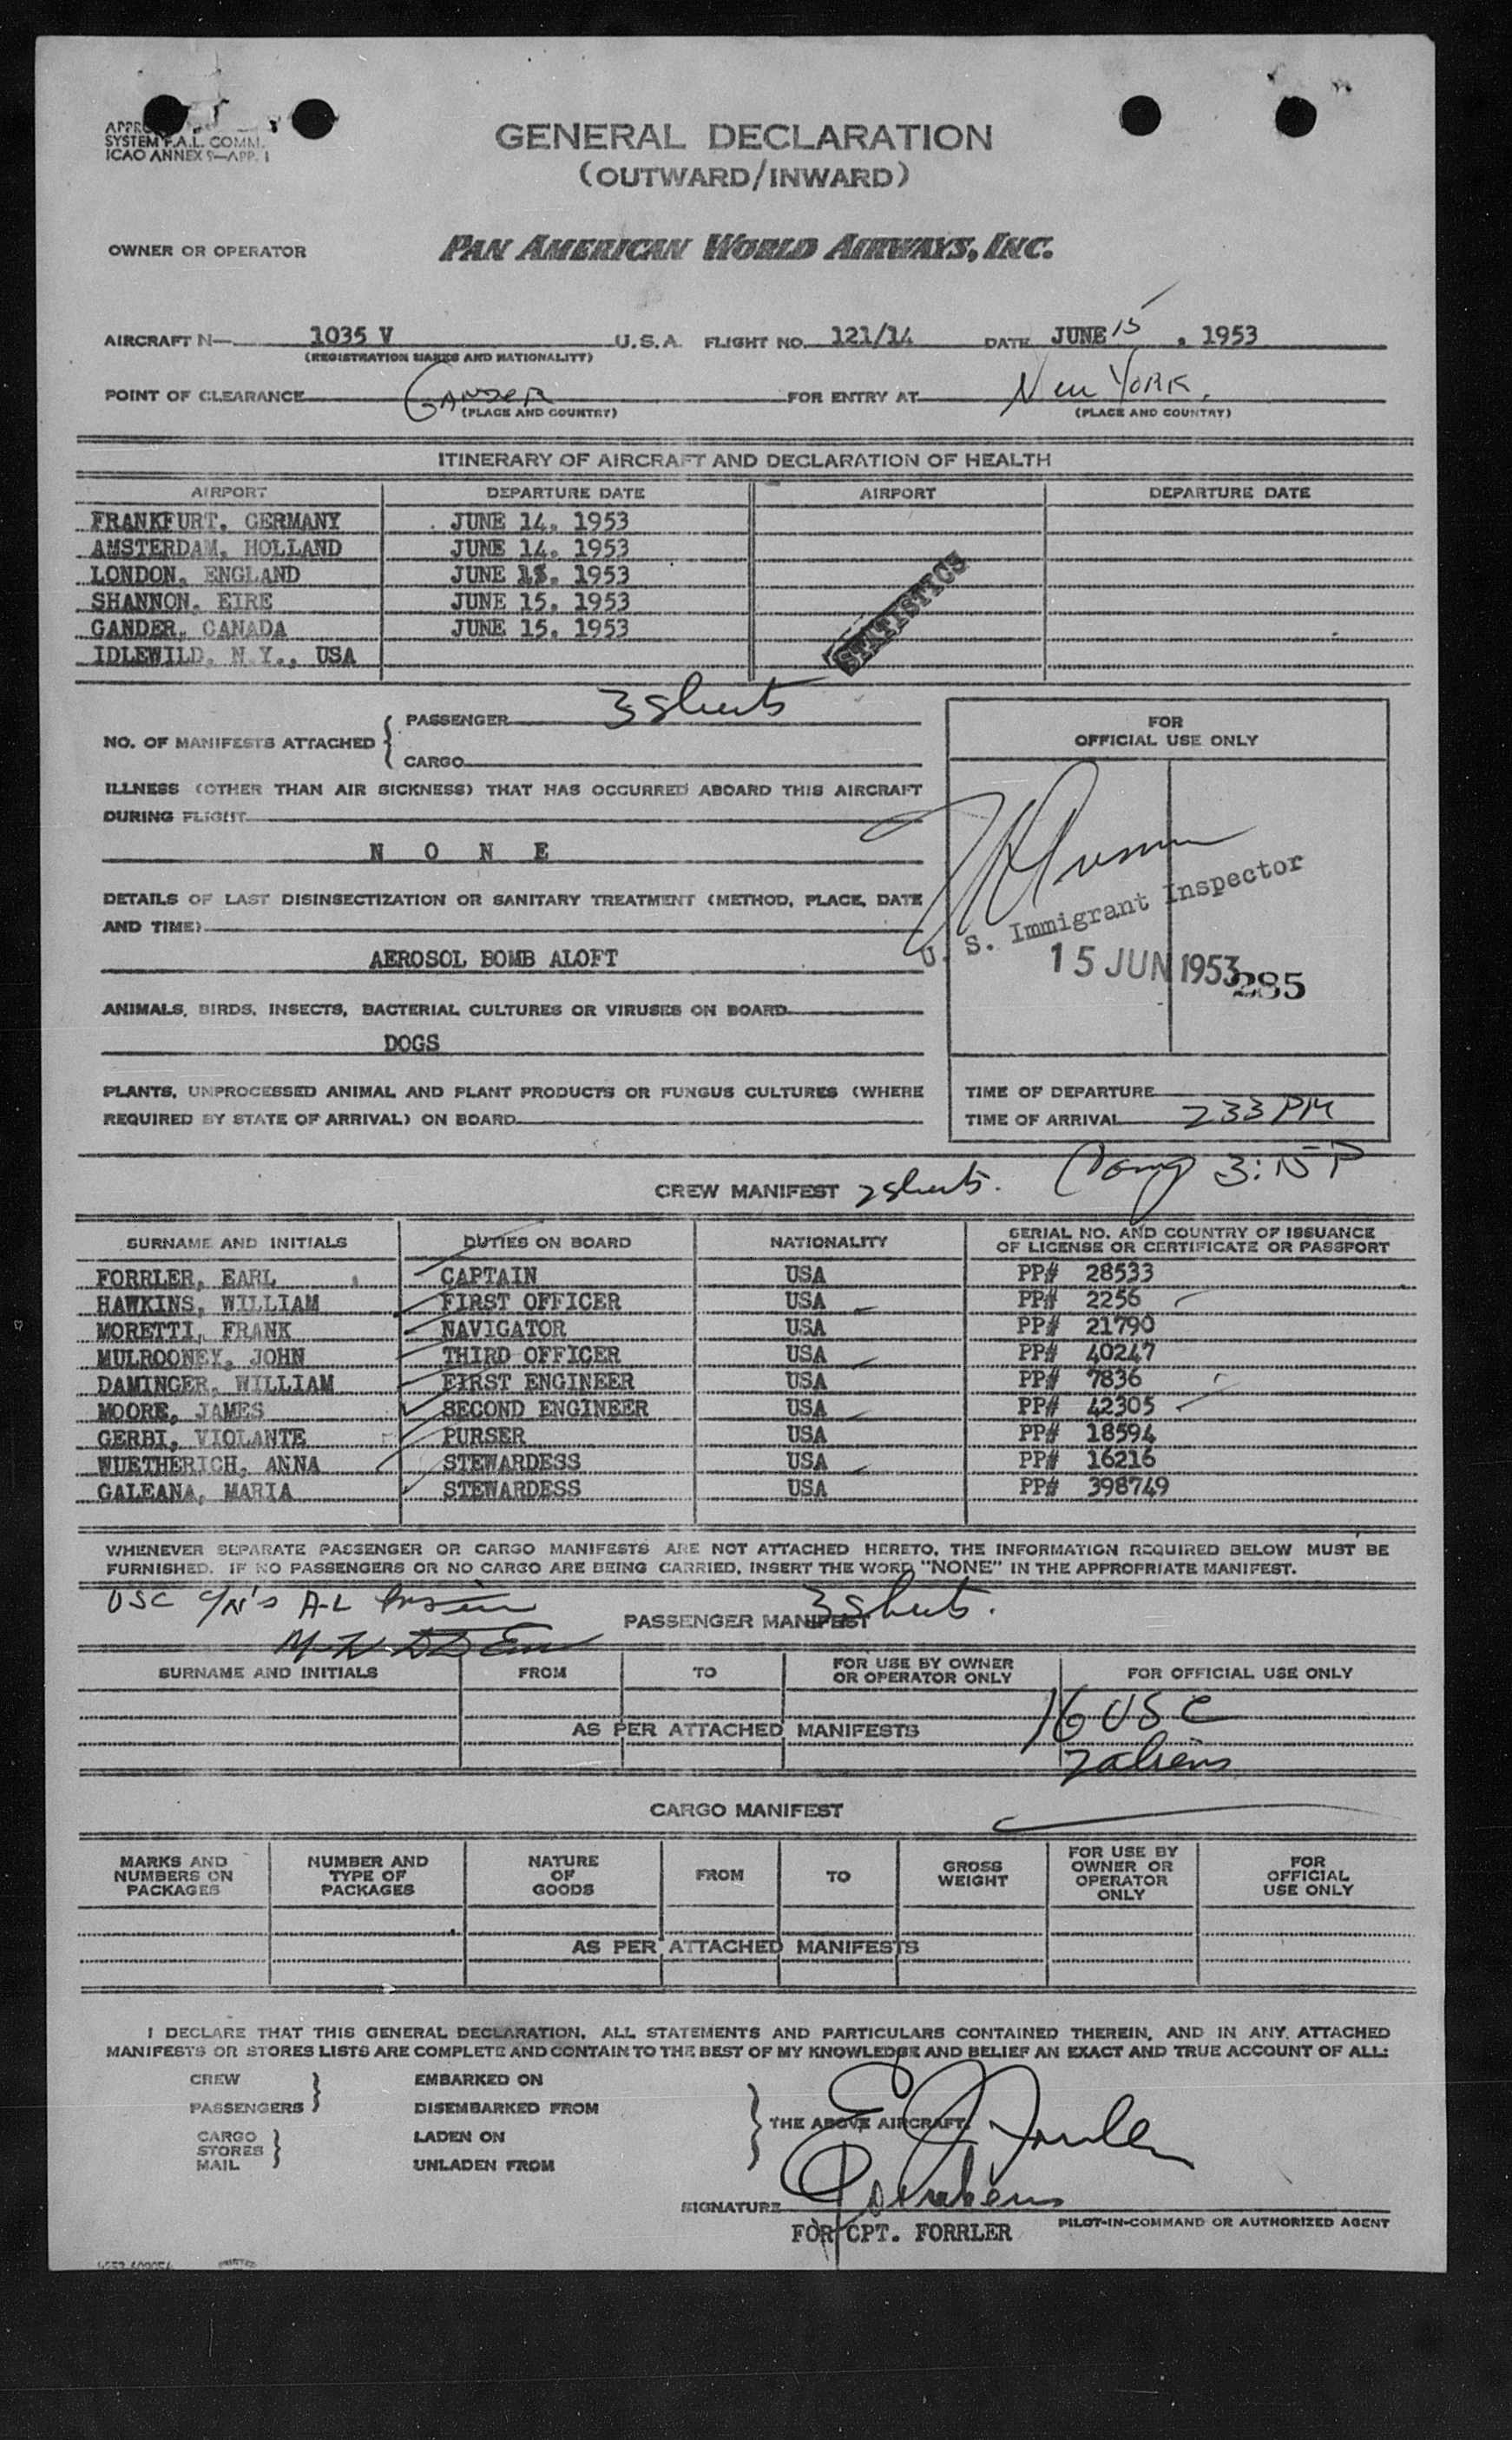 SYSTEM F.A.L. COMM.
ICAO ANNEX 9—APP. 1
GENERAL DECLARATION
(OUTWARD/INWARD)
OWNER OR OPERATOR PAN AMERICAN WORLD AIRWAYS, INC.
AIRCRAFT N— 1035 V U.S.A. FLIGHT NO. 121/14 DATE JUNE 15, 1953
(REGISTRATION MARKS AND NATIONALITY)
POINT OF CLEARANCE GANDER FOR ENTRY AT New YORK.
(PLACE AND COUNTRY) (PLACE AND COUNTRY)
ITINERARY OF AIRCRAFT AND DECLARATION OF HEALTH
AIRPORT DEPARTURE DATE AIRPORT DEPARTURE DATE
FRANKFURT, GERMANY JUNE 14, 1953
AMSTERDAM, HOLLAND JUNE 14, 1953
LONDON, ENGLAND JUNE 1953
SHANNON, EIRE JUNE 15, 1953
GANDER, CANADA JUNE 15, 1953
IDLEWILD, N.Y., USA
STATISTICS
NO. OF MANIFESTS ATTACHED { PASSENGER 3 sheets
CARGO
FOR
OFFICIAL USE ONLY
ILLNESS (OTHER THAN AIR SICKNESS) THAT HAS OCCURRED ABOARD THIS AIRCRAFT
DURING FLIGHT
N O N E
DETAILS OF LAST DISINSECTIZATION OR SANITARY TREATMENT (METHOD, PLACE, DATE
AND TIME)
AEROSOL BOMB ALOFT
U. S. Immigrant Inspector
15 JUN 1953 285
ANIMALS, BIRDS, INSECTS, BACTERIAL CULTURES OR VIRUSES ON BOARD
DOGS
PLANTS, UNPROCESSED ANIMAL AND PLANT PRODUCTS OR FUNGUS CULTURES (WHERE
REQUIRED BY STATE OF ARRIVAL) ON BOARD
TIME OF DEPARTURE
TIME OF ARRIVAL 233 PM
CREW MANIFEST 2 sheets. 3:15 P
SURNAME AND INITIALS DUTIES ON BOARD NATIONALITY SERIAL NO. AND COUNTRY OF ISSUANCE
OF LICENSE OR CERTIFICATE OR PASSPORT
FORRLER, EARL CAPTAIN USA PP# 28533
HAWKINS, WILLIAM FIRST OFFICER USA PP# 2256
MORETTI, FRANK NAVIGATOR USA PP# 21790
MULROONEY, JOHN THIRD OFFICER USA PP# 40247
DAMINGER, WILLIAM FIRST ENGINEER USA PP# 7836
MOORE, JAMES SECOND ENGINEER USA PP# 42305
GERBI, VIOLANTE PURSER USA PP# 18594
WUETHERICH, ANNA STEWARDESS USA PP# 16216
GALEANA, MARIA STEWARDESS USA PP# 398749
WHENEVER SEPARATE PASSENGER OR CARGO MANIFESTS ARE NOT ATTACHED HERETO, THE INFORMATION REQUIRED BELOW MUST BE
FURNISHED. IF NO PASSENGERS OR NO CARGO ARE BEING CARRIED, INSERT THE WORD "NONE" IN THE APPROPRIATE MANIFEST.
USC A-L
PASSENGER MANIFEST 3 sheets.
SURNAME AND INITIALS FROM TO FOR USE BY OWNER
OR OPERATOR ONLY FOR OFFICIAL USE ONLY
16 USC
AS PER ATTACHED MANIFESTS
7 aliens
CARGO MANIFEST
MARKS AND
NUMBERS ON
PACKAGES NUMBER AND
TYPE OF
PACKAGES NATURE
OF
GOODS FROM TO GROSS
WEIGHT FOR USE BY
OWNER OR
OPERATOR
ONLY FOR
OFFICIAL
USE ONLY
AS PER ATTACHED MANIFESTS
I DECLARE THAT THIS GENERAL DECLARATION, ALL STATEMENTS AND PARTICULARS CONTAINED THEREIN, AND IN ANY ATTACHED
MANIFESTS OR STORES LISTS ARE COMPLETE AND CONTAIN TO THE BEST OF MY KNOWLEDGE AND BELIEF AN EXACT AND TRUE ACCOUNT OF ALL:
CREW EMBARKED ON
PASSENGERS } DISEMBARKED FROM
THE ABOVE AIRCRAFT.
CARGO LADEN ON
STORES }
MAIL UNLADEN FROM
E J Forrler
SIGNATURE
FOR CPT. FORRLER PILOT-IN-COMMAND OR AUTHORIZED AGENT